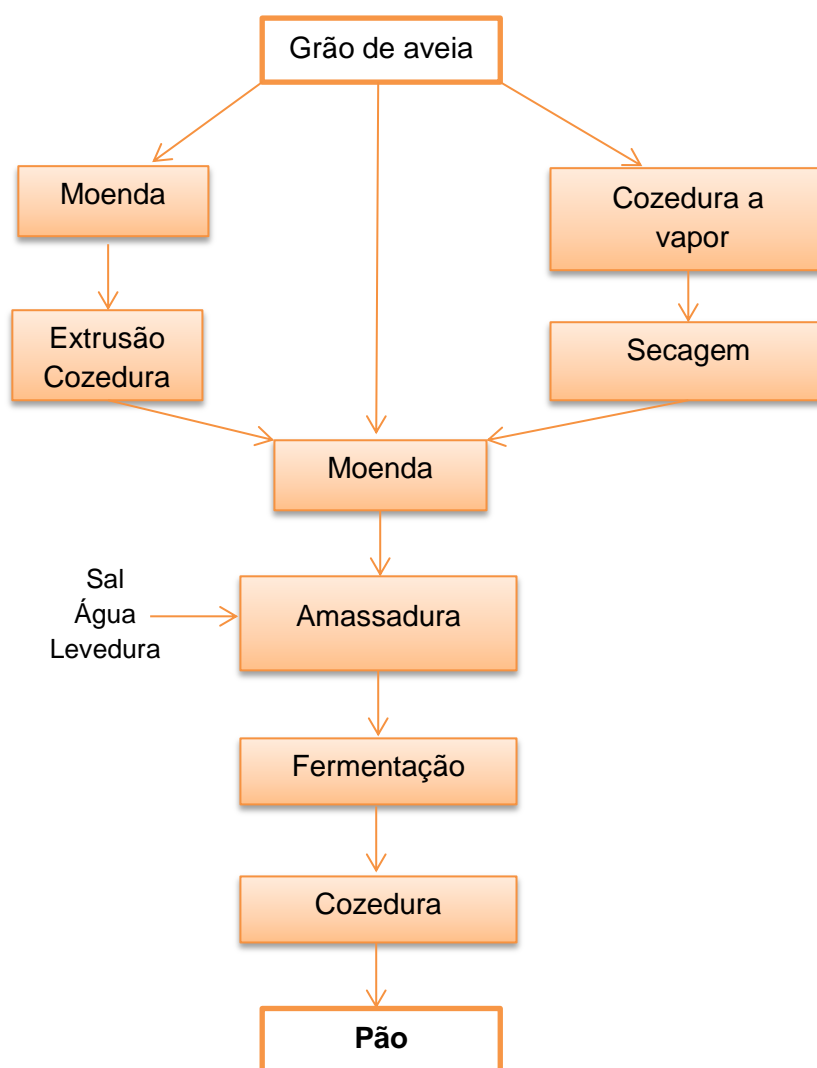 Grão de aveia
Moenda
Cozedura a
vapor
Extrusão
Cozedura
Secagem
Moenda
Sal
Água
Levedura
Amassadura
Fermentação
Cozedura
Pão